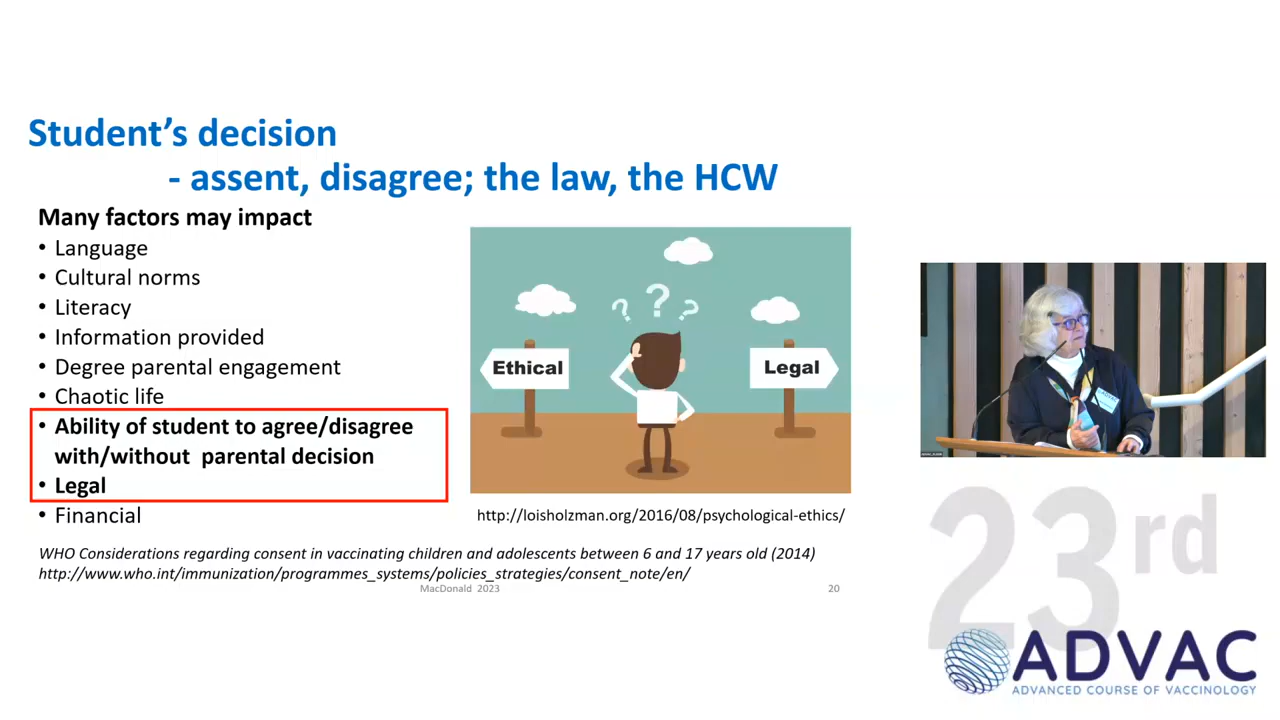 Student's decision
- assent, disagree; the law, the HCW
Many factors may impact
• Language
• Cultural norms
• Literacy
• Information provided
• Degree parental engagement
• Chaotic life
• Ability of student to agree/disagree
with/without parental decision
• Legal
• Financial
? ? ?
Ethical
Legal
http://loisholzman.org/2016/08/psychological-ethics/
WHO Considerations regarding consent in vaccinating children and adolescents between 6 and 17 years old (2014)
http://www.who.int/immunization/programmes_systems/policies_strategies/consent_note/en/
MacDonald 2023
20
23rd
ADVAC
ADVANCED COURSE OF VACCINOLOGY